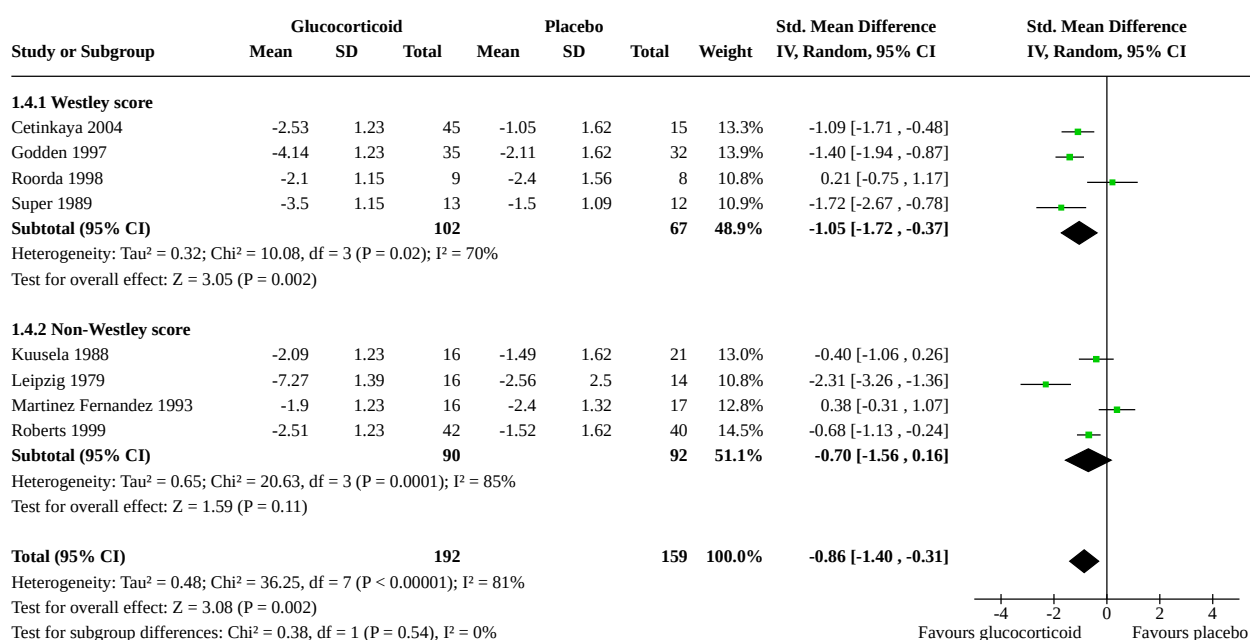 Glucocorticoid Placebo Std. Mean Difference Std. Mean Difference
Study or Subgroup Mean SD Total Mean SD Total Weight IV, Random, 95% CI IV, Random, 95% CI
1.4.1 Westley score
Cetinkaya 2004 -2.53 1.23 45 -1.05 1.62 15 13.3% -1.09 [-1.71 , -0.48]
Godden 1997 -4.14 1.23 35 -2.11 1.62 32 13.9% -1.40 [-1.94 , -0.87]
Roorda 1998 -2.1 1.15 9 -2.4 1.56 8 10.8% 0.21 [-0.75 , 1.17]
Super 1989 -3.5 1.15 13 -1.5 1.09 12 10.9% -1.72 [-2.67 , -0.78]
Subtotal (95% CI) 102 67 48.9% -1.05 [-1.72 , -0.37]
Heterogeneity: Tau² = 0.32; Chi² = 10.08, df = 3 (P = 0.02); I² = 70%
Test for overall effect: Z = 3.05 (P = 0.002)
1.4.2 Non-Westley score
Kuusela 1988 -2.09 1.23 16 -1.49 1.62 21 13.0% -0.40 [-1.06 , 0.26]
Leipzig 1979 -7.27 1.39 16 -2.56 2.5 14 10.8% -2.31 [-3.26 , -1.36]
Martinez Fernandez 1993 -1.9 1.23 16 -2.4 1.32 17 12.8% 0.38 [-0.31 , 1.07]
Roberts 1999 -2.51 1.23 42 -1.52 1.62 40 14.5% -0.68 [-1.13 , -0.24]
Subtotal (95% CI) 90 92 51.1% -0.70 [-1.56 , 0.16]
Heterogeneity: Tau² = 0.65; Chi² = 20.63, df = 3 (P = 0.0001); I² = 85%
Test for overall effect: Z = 1.59 (P = 0.11)
Total (95% CI) 192 159 100.0% -0.86 [-1.40 , -0.31]
Heterogeneity: Tau² = 0.48; Chi² = 36.25, df = 7 (P < 0.00001); I² = 81%
Test for overall effect: Z = 3.08 (P = 0.002)
-4 -2 0 2 4
Test for subgroup differences: Chi² = 0.38, df = 1 (P = 0.54), I² = 0%
Favours glucocorticoid Favours placebo